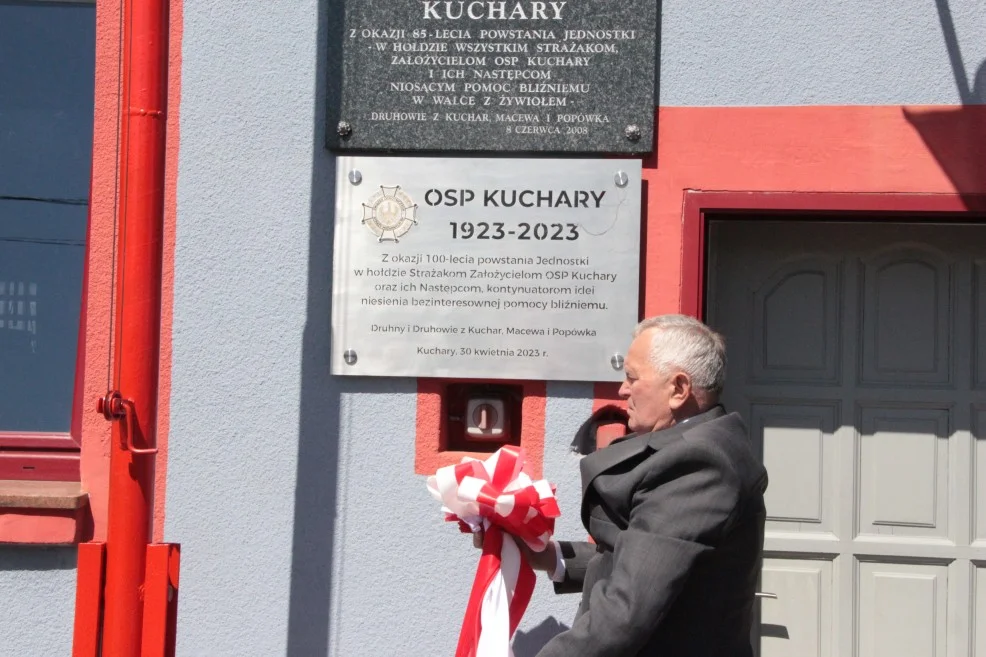 KUCHARY
Z OKAZJI 85-LECIA POWSTANIA JEDNOSTKI
- W HOŁDZIE WSZYSTKIM STRAŻAKOM,
ZAŁOŻYCIELOM OSP KUCHARY
I ICH NASTĘPCOM
NIOSĄCYM POMOC BLIŹNIEMU
W WALCE Z ŻYWIOŁEM -
DRUHOWIE Z KUCHAR, MACEWA I POPÓWKA
8 CZERWCA 2008
OSP KUCHARY
1923-2023
Z okazji 100-lecia powstania Jednostki
w hołdzie Strażakom Założycielom OSP Kuchary
oraz ich Następcom, kontynuatorom idei
niesienia bezinteresownej pomocy bliźniemu.
Druhny i Druhowie z Kuchar, Macewa i Popówka
Kuchary, 30 kwietnia 2023 r.